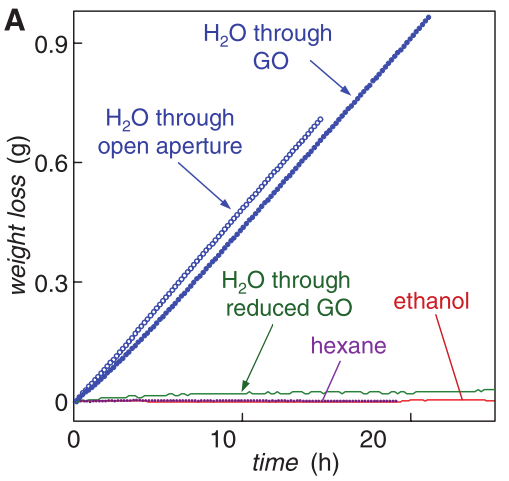 A
H₂O through
GO
H₂O through
open aperture
H₂O through
reduced GO
ethanol
hexane
weight loss (g)
0.9
0.6
0.3
0
0
10
20
time (h)